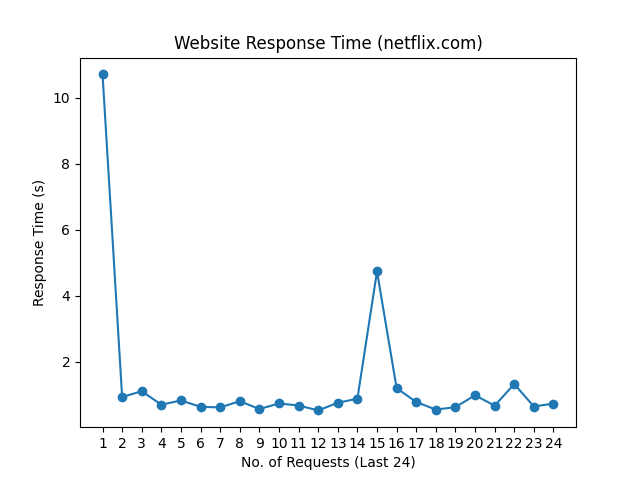 Website Response Time (netflix.com)
10
8
6
4
2
Response Time (s)
1 2 3 4 5 6 7 8 9 10 11 12 13 14 15 16 17 18 19 20 21 22 23 24
No. of Requests (Last 24)